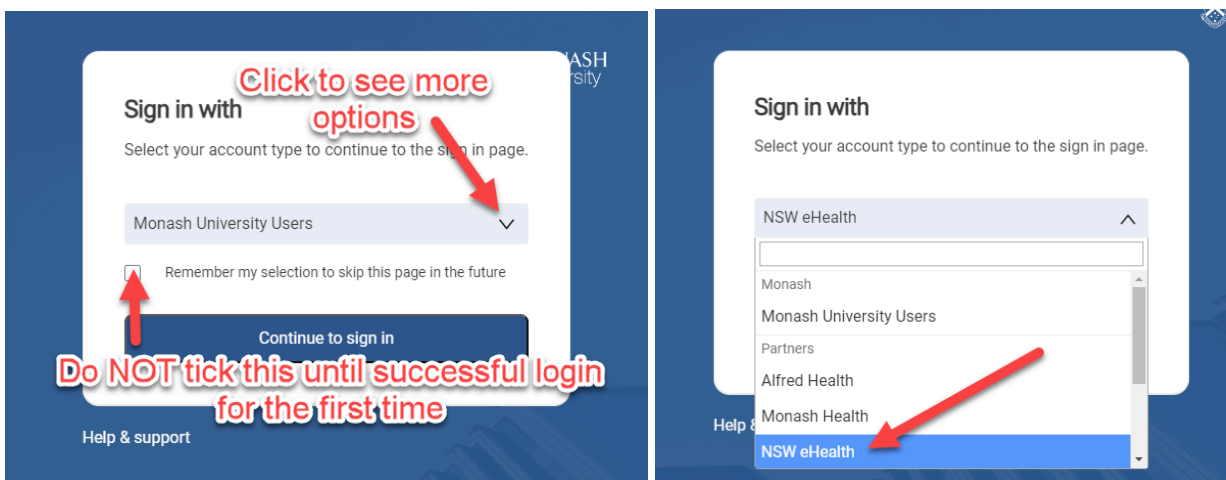 ASH
rsity
Click to see more
options
Sign in with
Select your account type to continue to the sign in page.
Monash University Users
Remember my selection to skip this page in the future
Continue to sign in
Do NOT tick this until successful login
for the first time
Help & support
Sign in with
Select your account type to continue to the sign in page.
NSW eHealth
Monash
Monash University Users
Partners
Alfred Health
Monash Health
NSW eHealth
Help &